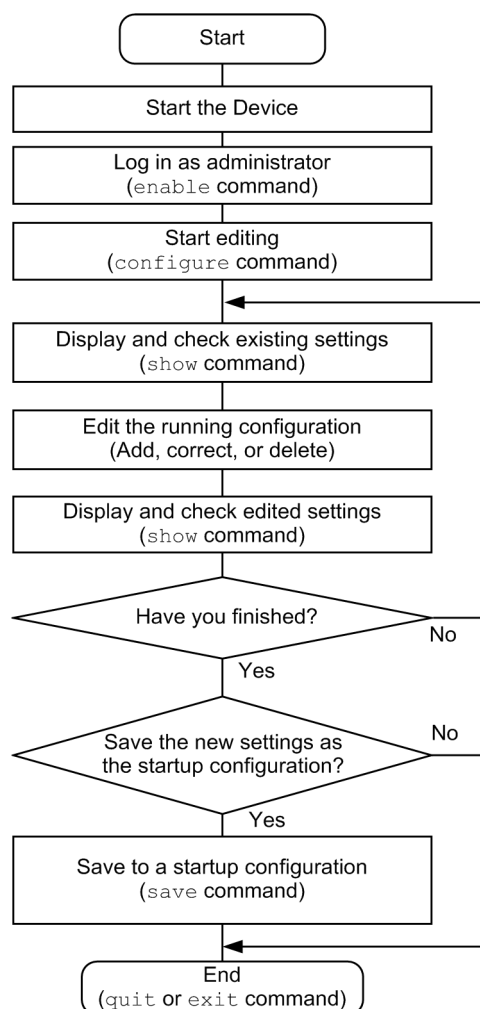 Start
Start the Device
Log in as administrator
(enable command)
Start editing
(configure command)
Display and check existing settings
(show command)
Edit the running configuration
(Add, correct, or delete)
Display and check edited settings
(show command)
Have you finished?
No
Yes
Save the new settings as
the startup configuration?
No
Yes
Save to a startup configuration
(save command)
End
(quit or exit command)